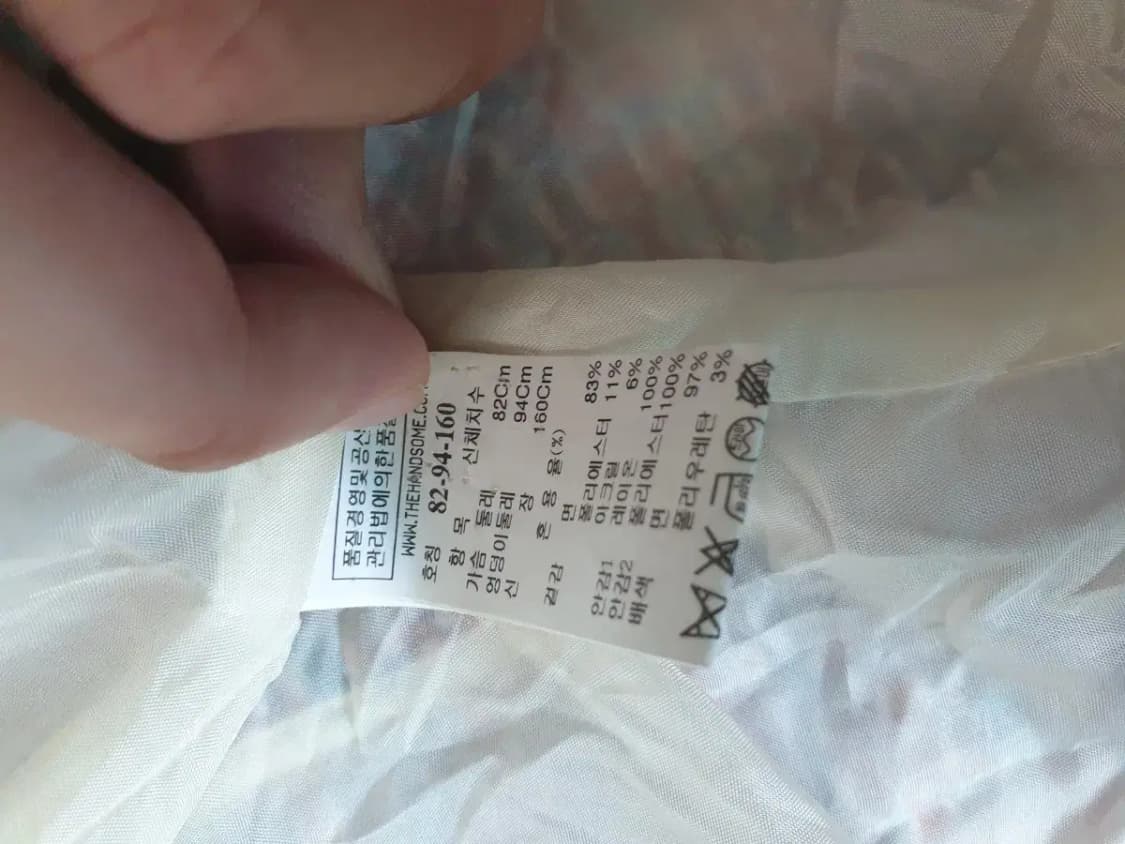 품질경영및공산
관리법에의한품질
WWW.THEHANDSOME.CO
호칭 82-94-160
항 목 신체치수
가슴 둘레 82Cm
엉덩이둘레 94Cm
신 장 160Cm
혼 용 율(%)
겉감 면 83%
폴리에스터 11%
아크릴 6%
안감1 레이온 100%
안감2 폴리에스터100%
배색 면 97%
폴리우레탄 3%